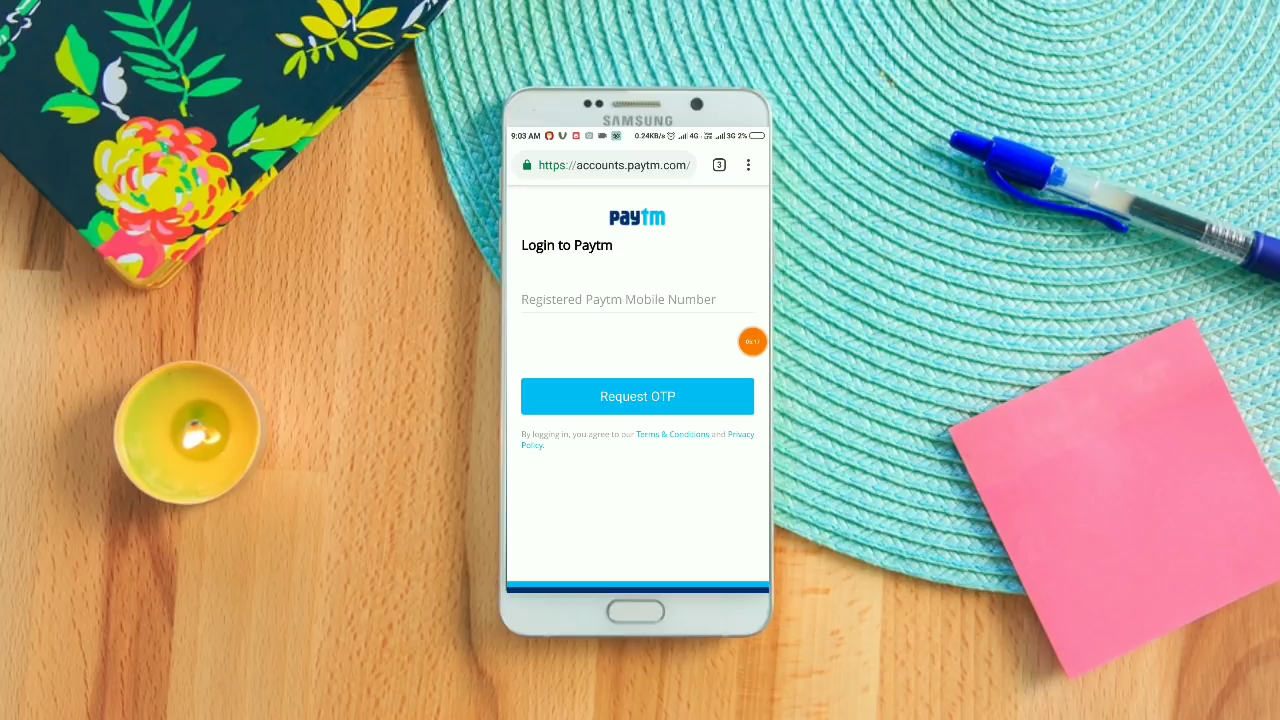 SAMSUNG
9:03 AM 0.24KB/s 4G 3G 2%
https://accounts.paytm.com/ 3
paytm
Login to Paytm
Registered Paytm Mobile Number
Request OTP
By logging in, you agree to our Terms & Conditions and Privacy
Policy.